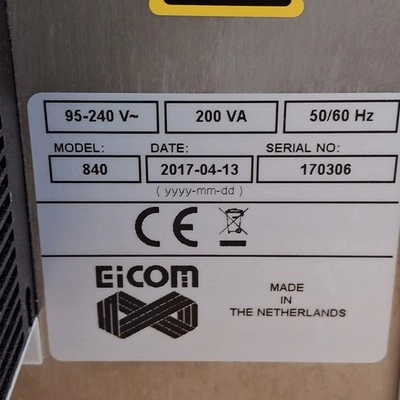 95-240 V~ 200 VA 50/60 Hz
MODEL: DATE: SERIAL NO:
840 2017-04-13 170306
( yyyy-mm-dd )
CE
EiCOM
MADE
IN
THE NETHERLANDS